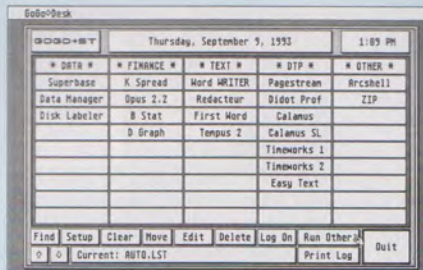 GoGo◊Desk
GOGO◊ST Thursday, September 9, 1993 1:09 PM
* DATA * * FINANCE * * TEXT * * DTP * * OTHER *
Superbase K Spread Word WRITER Pagestream Arcshell
Data Manager Opus 2.2 Redacteur Didot Prof ZIP
Disk Labeler B Stat First Word Calamus
D Graph Tempus 2 Calamus SL
Timeworks 1
Timeworks 2
Easy Text
Find Setup Clear Move Edit Delete Log On Run Other Quit
⇧ ⇩ Current: AUTO.LST Print Log